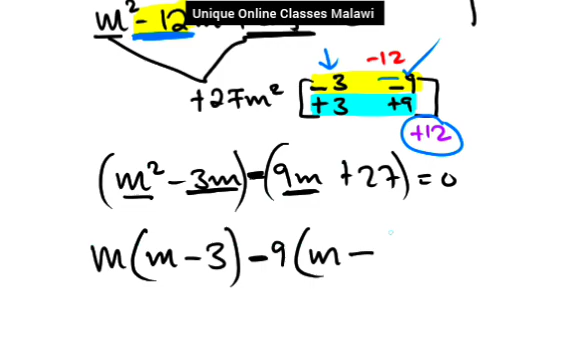 Unique Online Classes Malawi
m² - 12
-12
+27m² -3 -9
+3 +9
+12
(m² - 3m) - (9m + 27) = 0
m(m - 3) - 9(m -